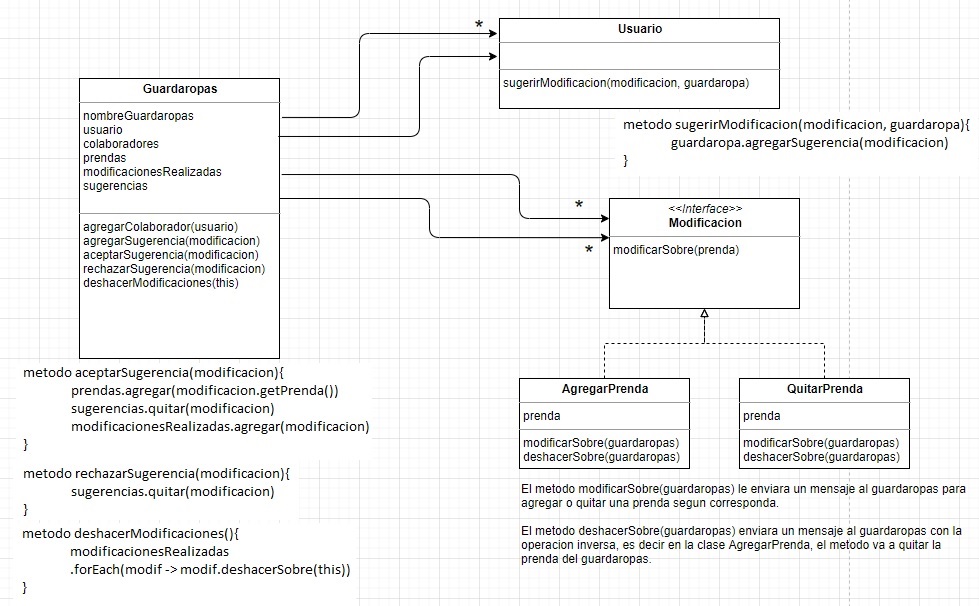 Guardaropas
nombreGuardaropas
usuario
colaboradores
prendas
modificacionesRealizadas
sugerencias
agregarColaborador(usuario)
agregarSugerencia(modificacion)
aceptarSugerencia(modificacion)
rechazarSugerencia(modificacion)
deshacerModificaciones(this)
*
Usuario
sugerirModificacion(modificacion, guardaropa)
metodo sugerirModificacion(modificacion, guardaropa){
guardaropa.agregarSugerencia(modificacion)
}
*
*
<<Interface>>
Modificacion
modificarSobre(prenda)
metodo aceptarSugerencia(modificacion){
prendas.agregar(modificacion.getPrenda())
sugerencias.quitar(modificacion)
modificacionesRealizadas.agregar(modificacion)
}
metodo rechazarSugerencia(modificacion){
sugerencias.quitar(modificacion)
}
metodo deshacerModificaciones(){
modificacionesRealizadas
.forEach(modif -> modif.deshacerSobre(this))
}
AgregarPrenda
prenda
modificarSobre(guardaropas)
deshacerSobre(guardaropas)
QuitarPrenda
prenda
modificarSobre(guardaropas)
deshacerSobre(guardaropas)
El metodo modificarSobre(guardaropas) le enviara un mensaje al guardaropas para
agregar o quitar una prenda segun corresponda.
El metodo deshacerSobre(guardaropas) enviara un mensaje al guardaropas con la
operacion inversa, es decir en la clase AgregarPrenda, el metodo va a quitar la
prenda del guardaropas.